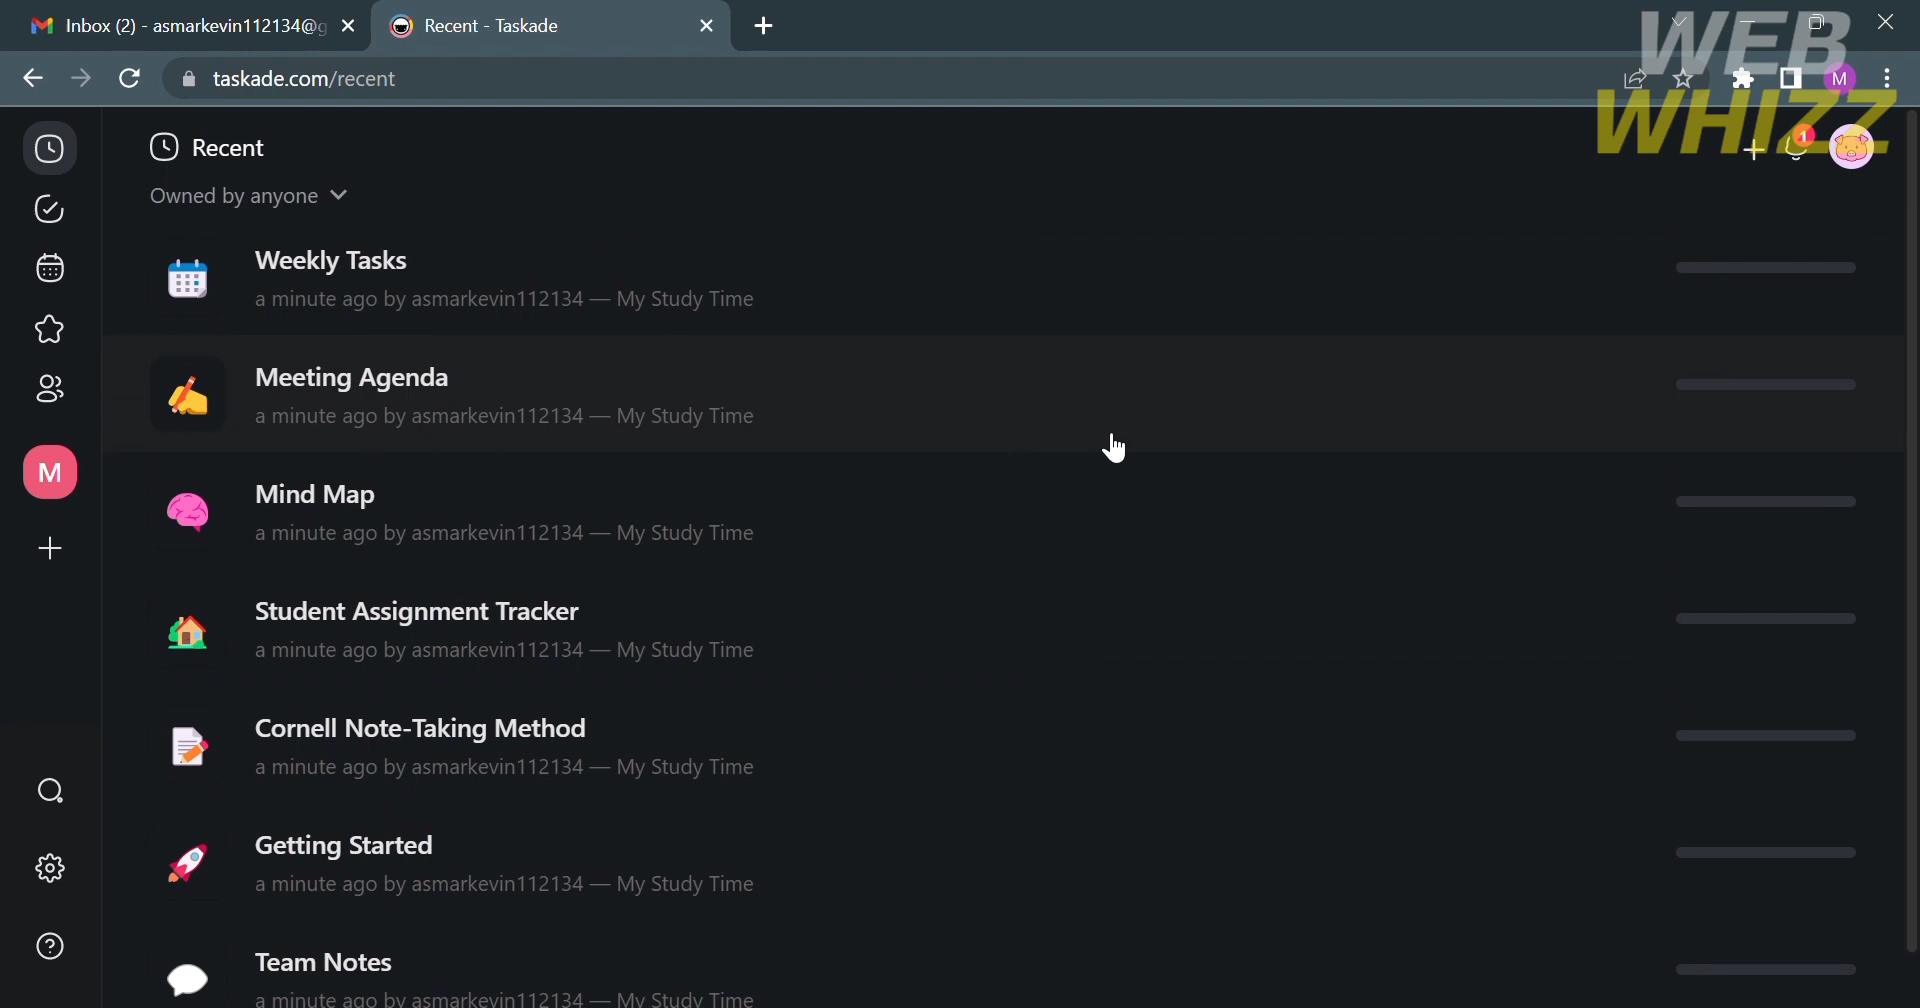 Inbox (2) - asmarkevin112134@g
Recent - Taskade
taskade.com/recent
WEB
WHIZZ
M
Recent
1
Owned by anyone
Weekly Tasks
a minute ago by asmarkevin112134 — My Study Time
Meeting Agenda
a minute ago by asmarkevin112134 — My Study Time
M
Mind Map
a minute ago by asmarkevin112134 — My Study Time
Student Assignment Tracker
a minute ago by asmarkevin112134 — My Study Time
Cornell Note-Taking Method
a minute ago by asmarkevin112134 — My Study Time
Getting Started
a minute ago by asmarkevin112134 — My Study Time
Team Notes
a minute ago by asmarkevin112134 — My Study Time